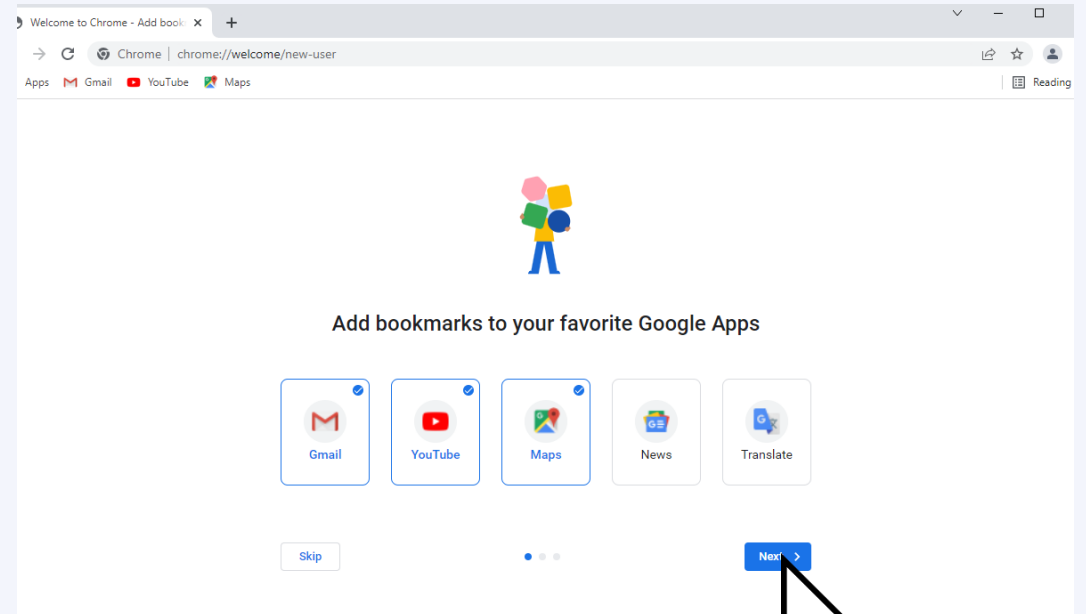 Welcome to Chrome - Add book
Chrome | chrome://welcome/new-user
Apps Gmail YouTube Maps Reading
Add bookmarks to your favorite Google Apps
Gmail YouTube Maps News Translate
Skip Next